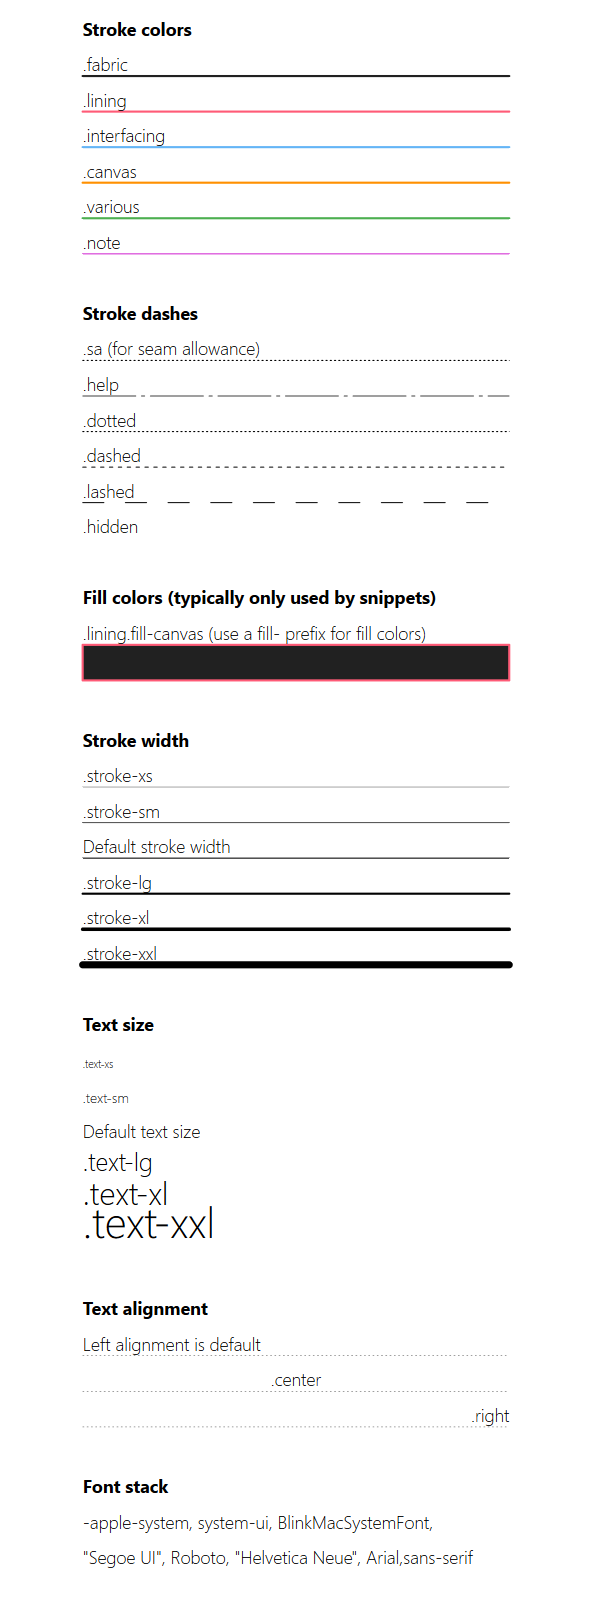 Stroke colors
.fabric
.lining
.interfacing
.canvas
.various
.note
Stroke dashes
.sa (for seam allowance)
.help
.dotted
.dashed
.lashed
.hidden
Fill colors (typically only used by snippets)
.lining.fill-canvas (use a fill- prefix for fill colors)
Stroke width
.stroke-xs
.stroke-sm
Default stroke width
.stroke-lg
.stroke-xl
.stroke-xxl
Text size
.text-xs
.text-sm
Default text size
.text-lg
.text-xl
.text-xxl
Text alignment
Left alignment is default
.center
.right
Font stack
-apple-system, system-ui, BlinkMacSystemFont,
"Segoe UI", Roboto, "Helvetica Neue", Arial,sans-serif